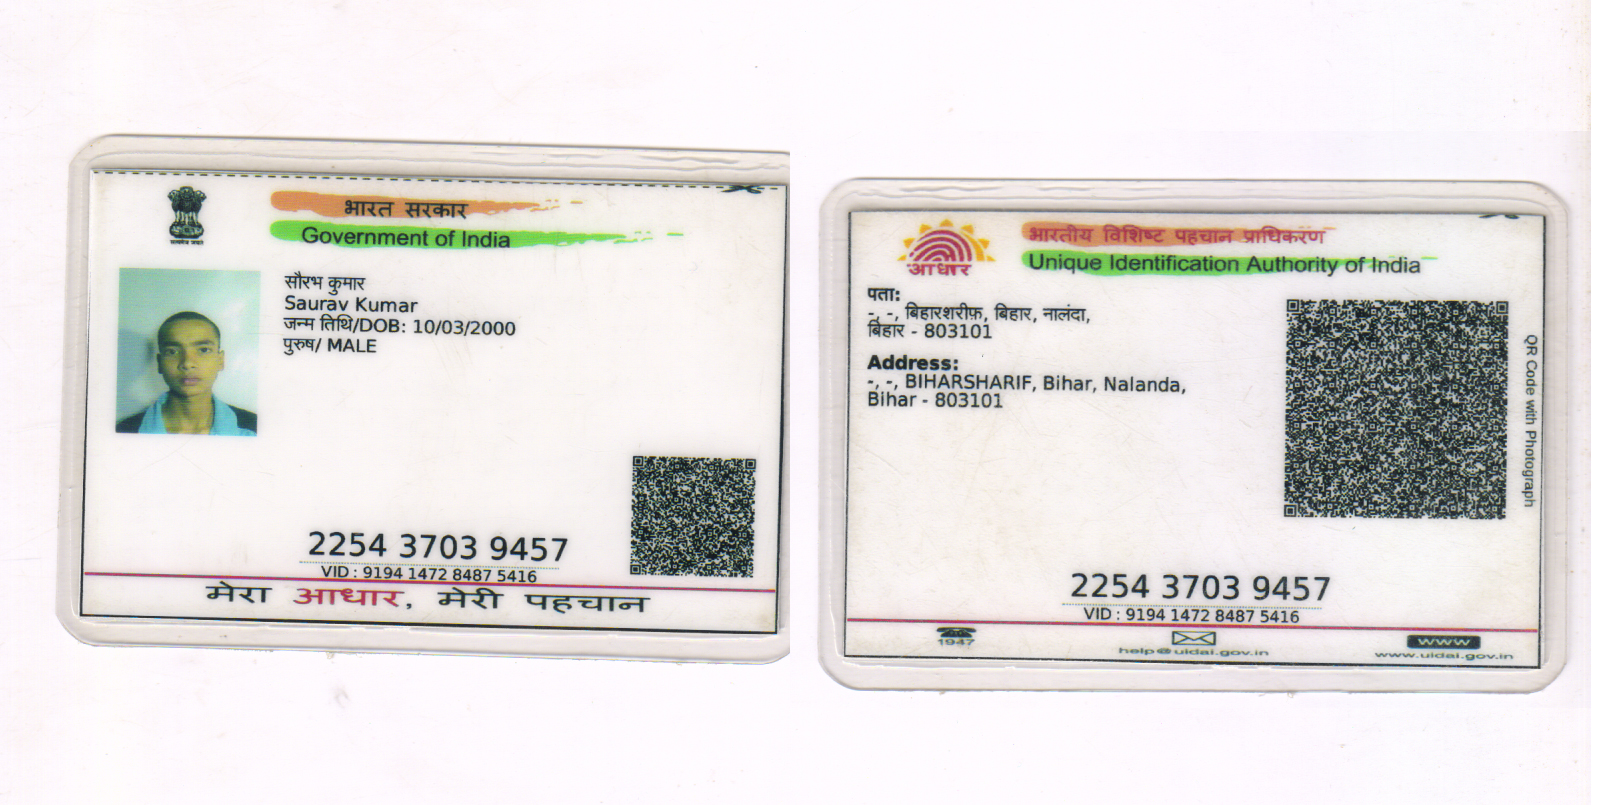 भारत सरकार
Government of India
सौरभ कुमार
Saurav Kumar
जन्म तिथि/DOB: 10/03/2000
पुरुष/ MALE
2254 3703 9457
VID : 9194 1472 8487 5416
मेरा आधार, मेरी पहचान
भारतीय विशिष्ट पहचान प्राधिकरण
Unique Identification Authority of India
आधार
पता:
-, -, बिहारशरीफ़, बिहार, नालंदा,
बिहार - 803101
Address:
-, -, BIHARSHARIF, Bihar, Nalanda,
Bihar - 803101
QR Code with Photograph
2254 3703 9457
VID : 9194 1472 8487 5416
1947
help@uidai.gov.in
www
www.uidai.gov.in